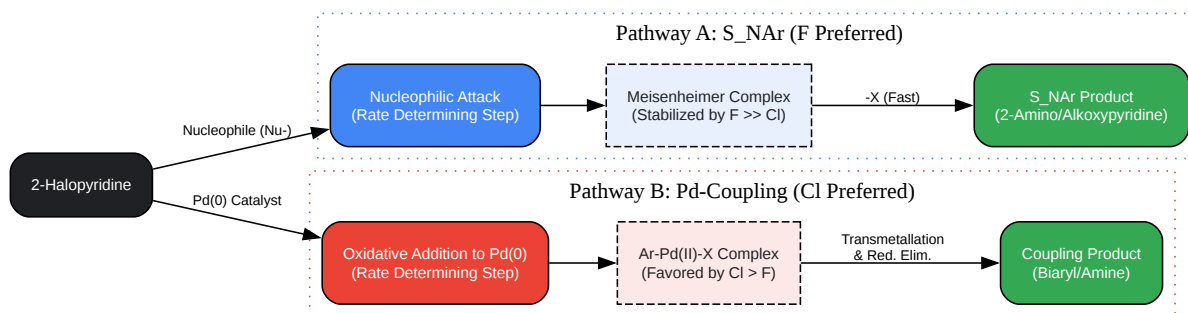 Pathway A: S_NAr (F Preferred)
Nucleophilic Attack
(Rate Determining Step)
Meisenheimer Complex
(Stabilized by F >> Cl)
-X (Fast)
S_NAr Product
(2-Amino/Alkoxypyridine)
Nucleophile (Nu-)
2-Halopyridine
Pd(0) Catalyst
Pathway B: Pd-Coupling (Cl Preferred)
Oxidative Addition to Pd(0)
(Rate Determining Step)
Ar-Pd(II)-X Complex
(Favored by Cl > F)
Transmetallation
& Red. Elim.
Coupling Product
(Biaryl/Amine)